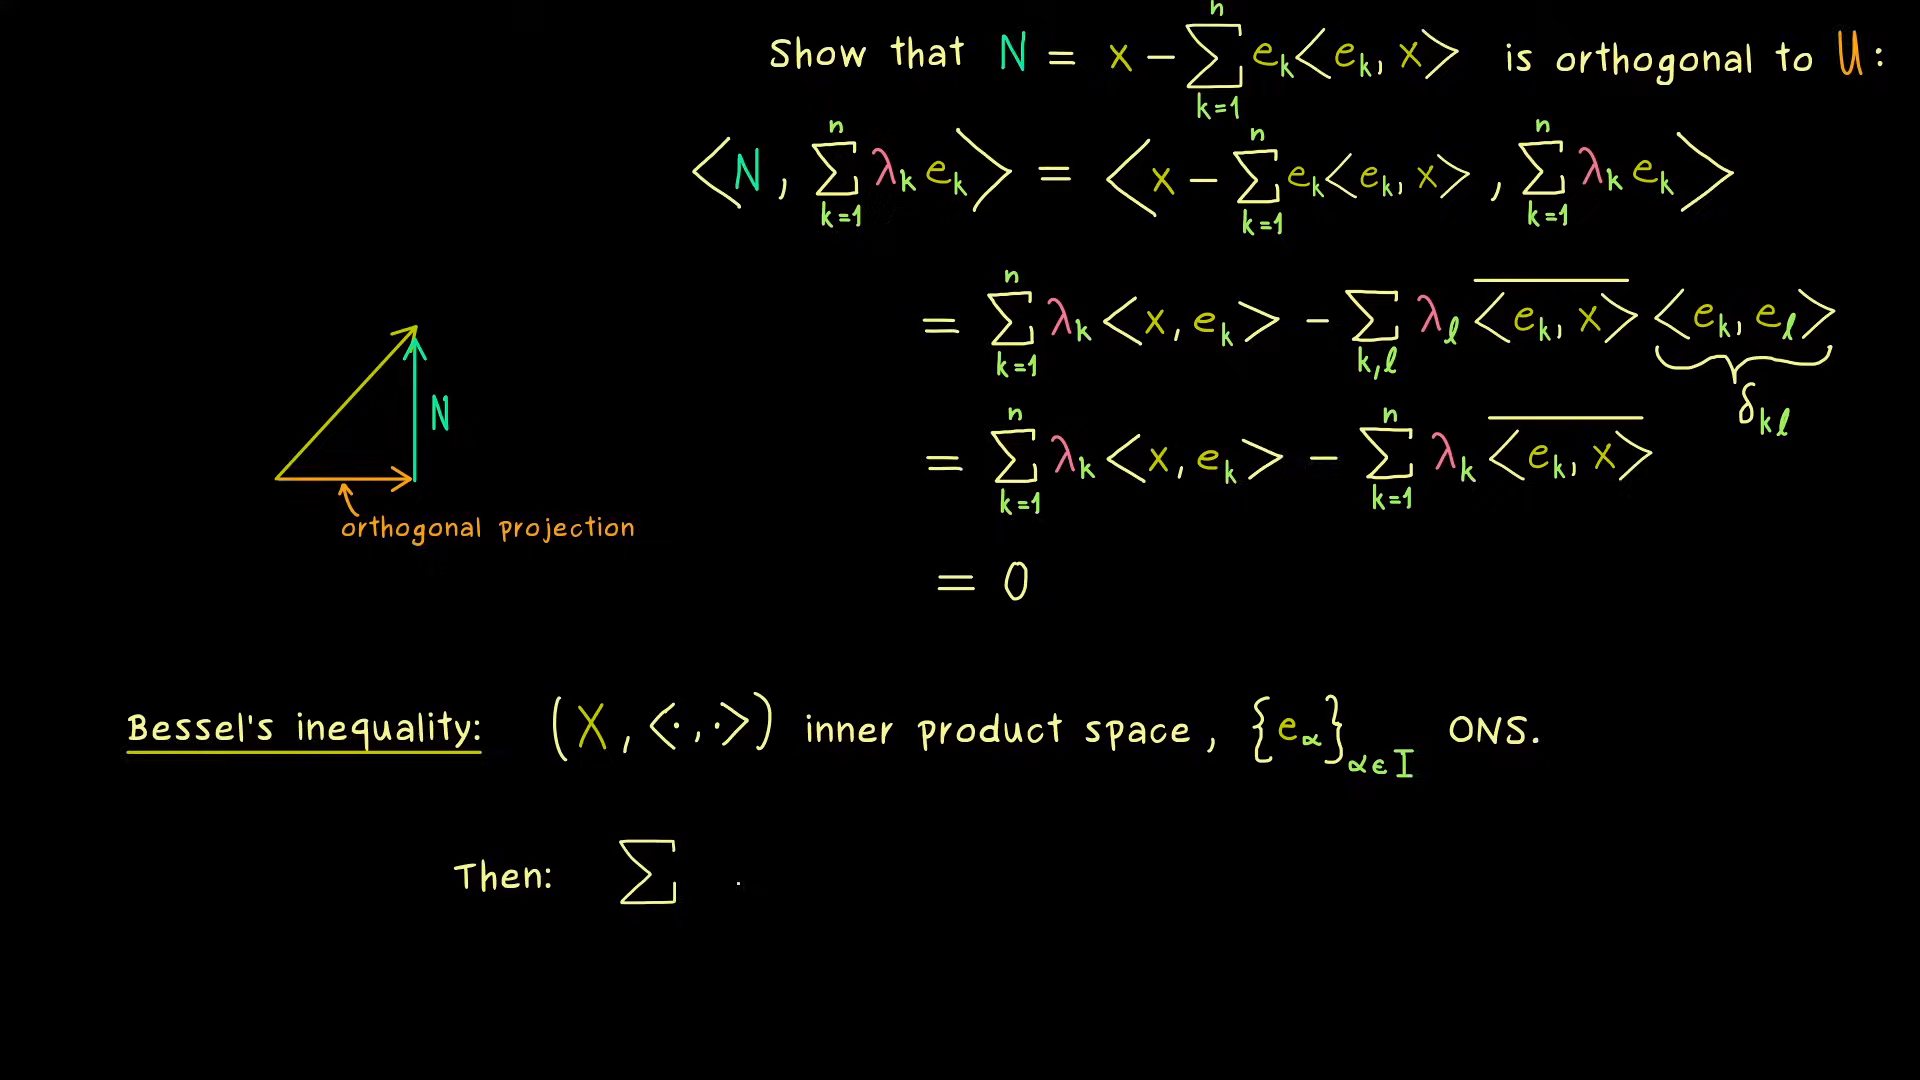 Show that N = x − ∑_{k=1}^{n} e_k <e_k, x> is orthogonal to U:
<N, ∑_{k=1}^{n} λ_k e_k> = <x − ∑_{k=1}^{n} e_k <e_k, x>, ∑_{k=1}^{n} λ_k e_k>
= ∑_{k=1}^{n} λ_k <x, e_k> − ∑_{k,ℓ} λ_ℓ \overline{<e_k, x>} <e_k, e_ℓ>
δ_{kℓ}
= ∑_{k=1}^{n} λ_k <x, e_k> − ∑_{k=1}^{n} λ_k \overline{<e_k, x>}
N
orthogonal projection
= 0
Bessel's inequality: (X, <·,·>) inner product space, {e_α}_{α∈I} ONS.
Then: ∑